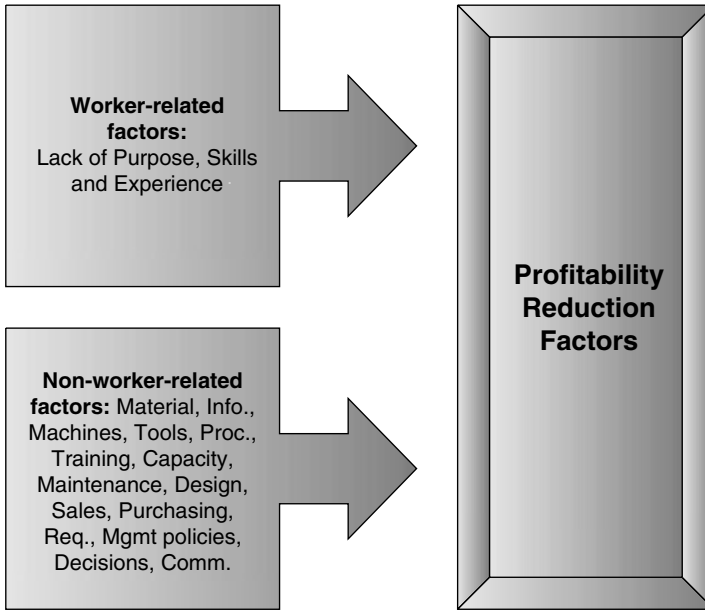 Worker-related
factors:
Lack of Purpose, Skills
and Experience
Non-worker-related
factors: Material, Info.,
Machines, Tools, Proc.,
Training, Capacity,
Maintenance, Design,
Sales, Purchasing,
Req., Mgmt policies,
Decisions, Comm.
Profitability
Reduction
Factors